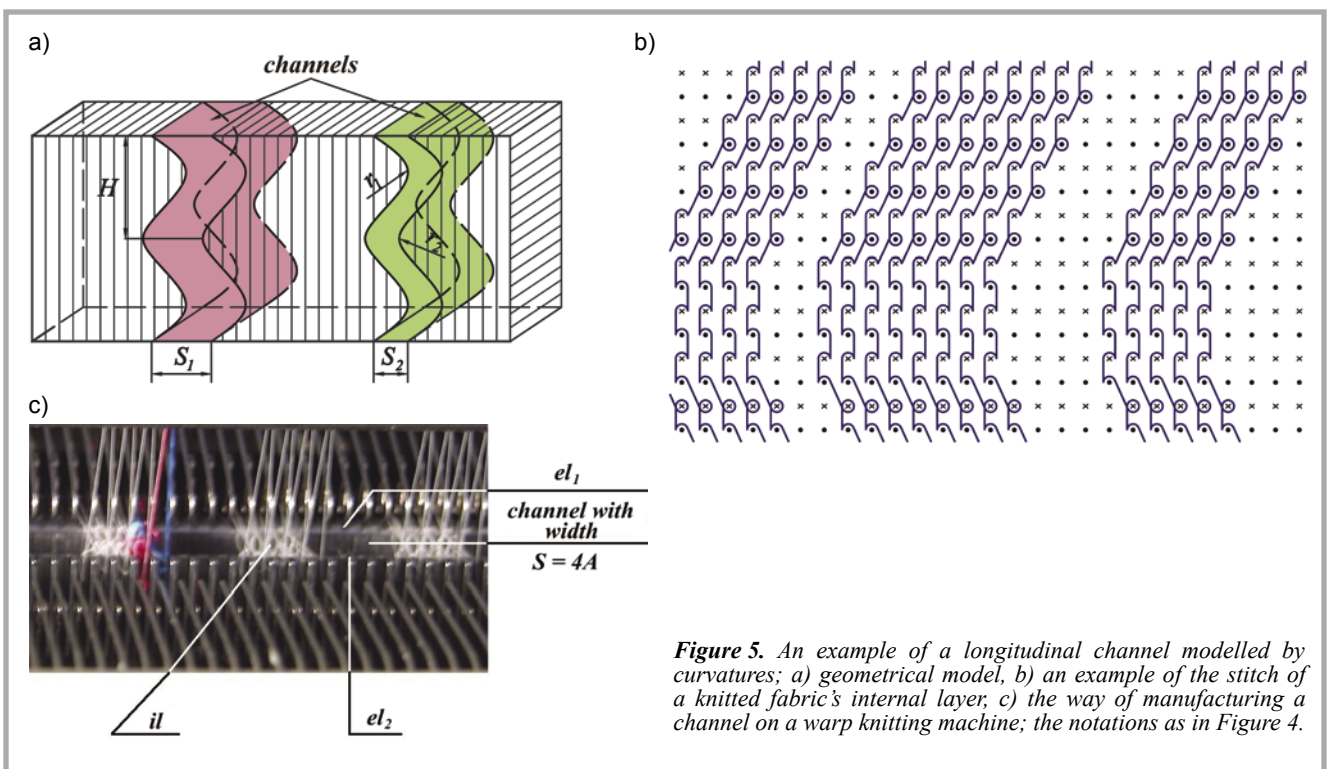 a)
channels
H
r1
r2
S1
S2
b)
c)
el1
channel with
width
S = 4A
il
el2
Figure 5. An example of a longitudinal channel modelled by
curvatures; a) geometrical model, b) an example of the stitch of
a knitted fabric's internal layer, c) the way of manufacturing a
channel on a warp knitting machine; the notations as in Figure 4.